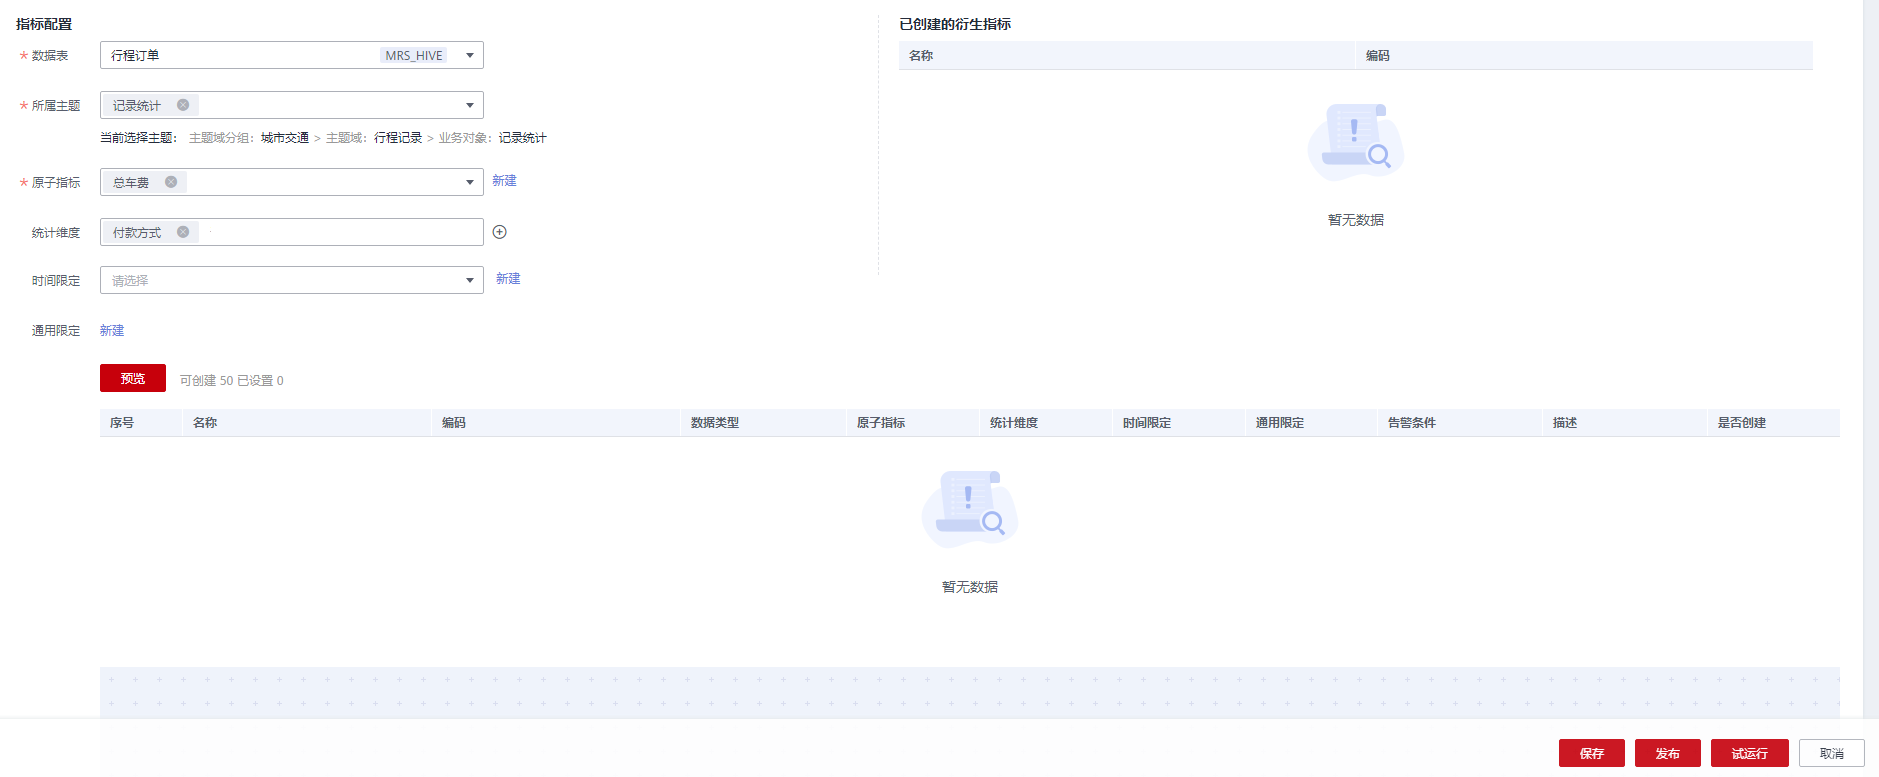 指标配置
* 数据表 行程订单 MRS_HIVE
* 所属主题 记录统计
当前选择主题： 主题域分组：城市交通 > 主题域：行程记录 > 业务对象：记录统计
* 原子指标 总车费 新建
统计维度 付款方式
时间限定 请选择 新建
通用限定 新建
预览 可创建 50 已设置 0
已创建的衍生指标
名称 编码
暂无数据
序号 名称 编码 数据类型 原子指标 统计维度 时间限定 通用限定 告警条件 描述 是否创建
暂无数据
保存 发布 试运行 取消